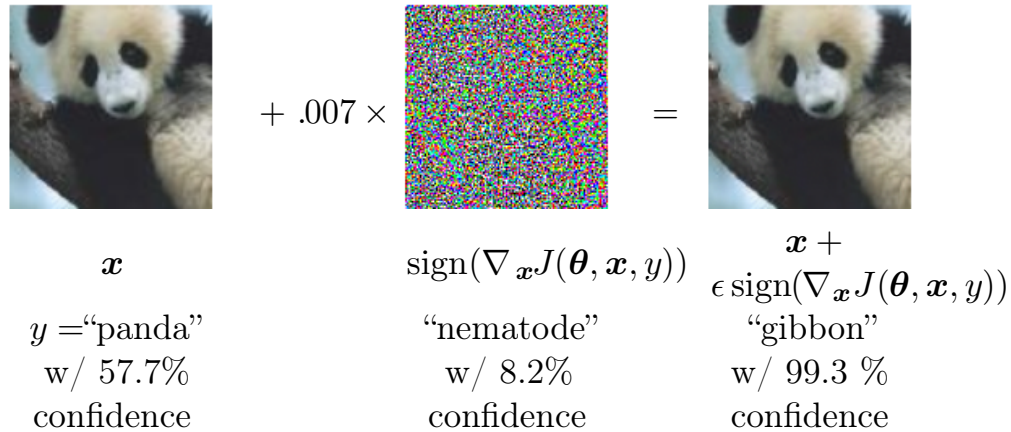 + .007 ×
=
x
sign(∇ₓJ(θ, x, y))
x +
ϵ sign(∇ₓJ(θ, x, y))
y =“panda”
“nematode”
“gibbon”
w/ 57.7%
w/ 8.2%
w/ 99.3 %
confidence
confidence
confidence